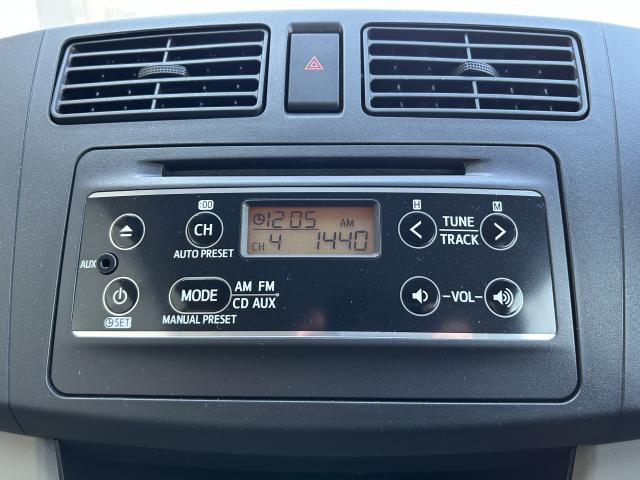 :00
H
M
CH
AUTO PRESET
12:05
AM
CH 4
1440
TUNE
TRACK
AUX
MODE
AM FM
CD AUX
-VOL-
SET
MANUAL PRESET